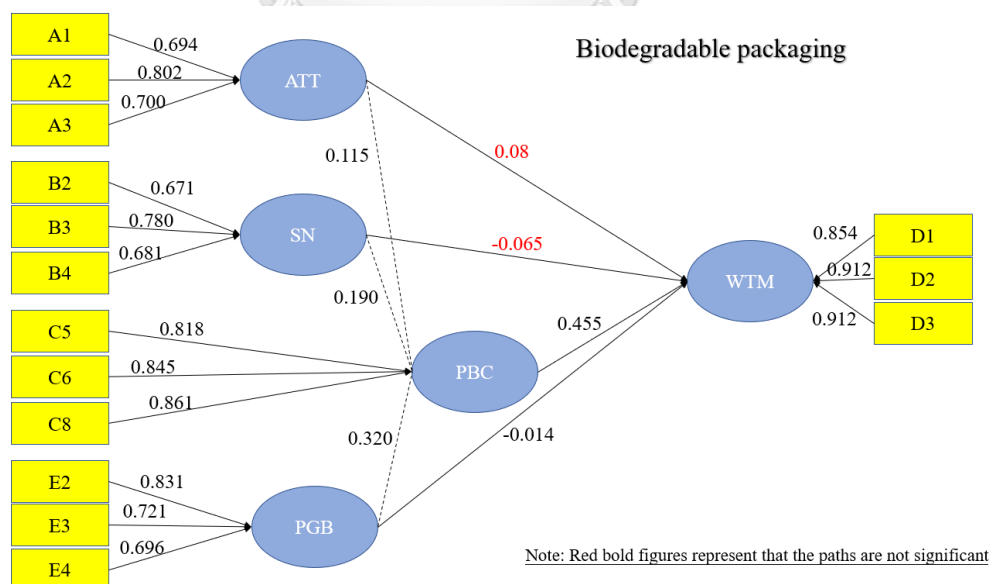 Biodegradable packaging
A1
0.694
A2
0.802
ATT
A3
0.700
0.115
0.08
B2
0.671
B3
0.780
SN
B4
0.681
-0.065
0.190
D1
0.854
D2
0.912
WTM
D3
0.912
C5
0.818
C6
0.845
PBC
0.455
C8
0.861
0.320
-0.014
E2
0.831
E3
0.721
PGB
E4
0.696
Note: Red bold figures represent that the paths are not significant